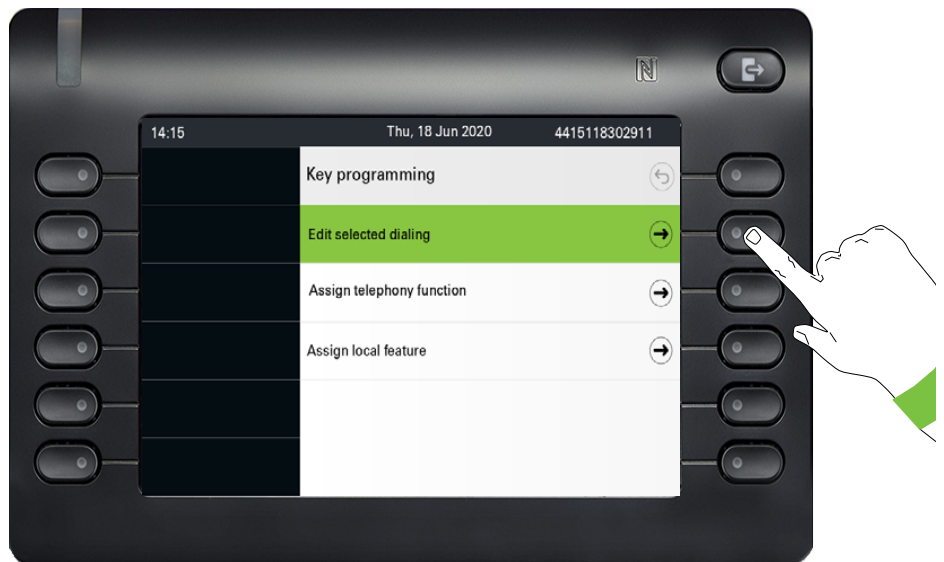 14:15 Thu, 18 Jun 2020 4415118302911
Key programming
Edit selected dialing
Assign telephony function
Assign local feature